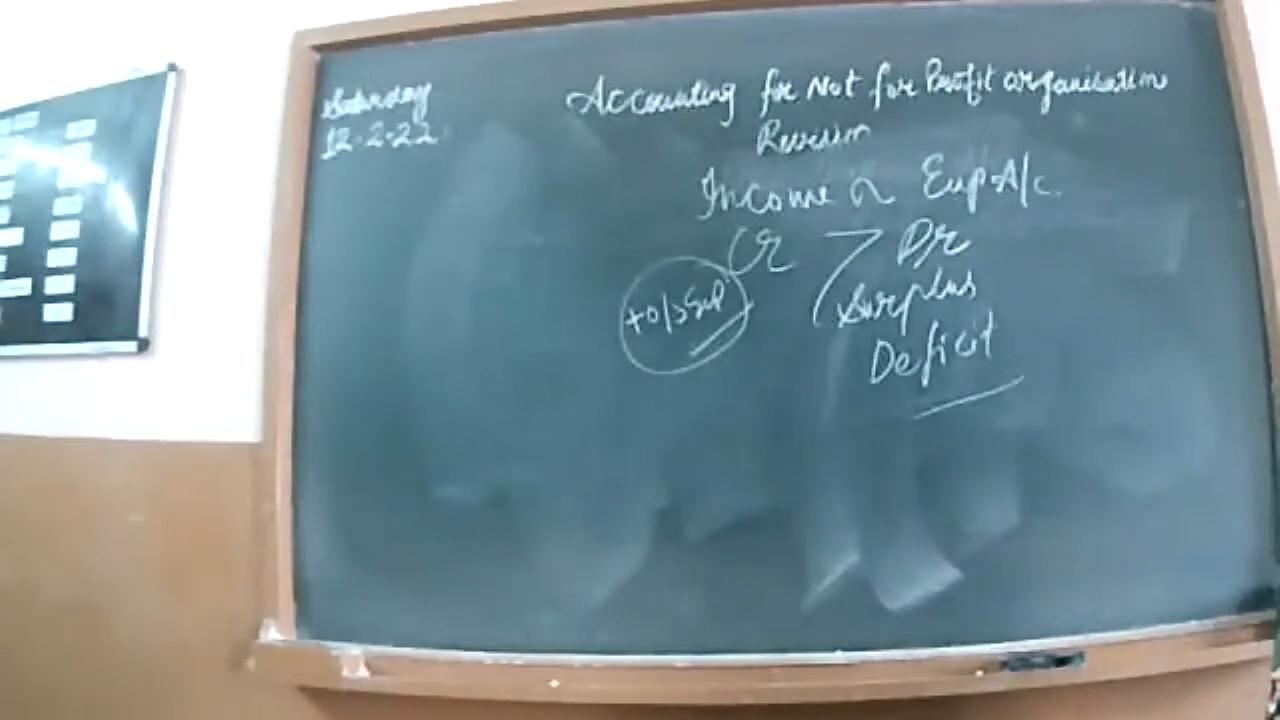 Saturday
12.2.22
Accounting for Not for Profit organisation
Revision
Income & Exp A/c.
Cr > Dr
Surplus
Deficit